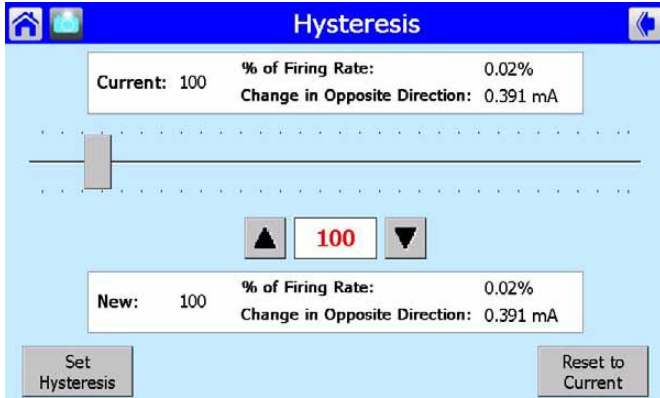 Hysteresis
Current: 100 % of Firing Rate: 0.02%
Change in Opposite Direction: 0.391 mA
100
New: 100 % of Firing Rate: 0.02%
Change in Opposite Direction: 0.391 mA
Set
Hysteresis
Reset to
Current